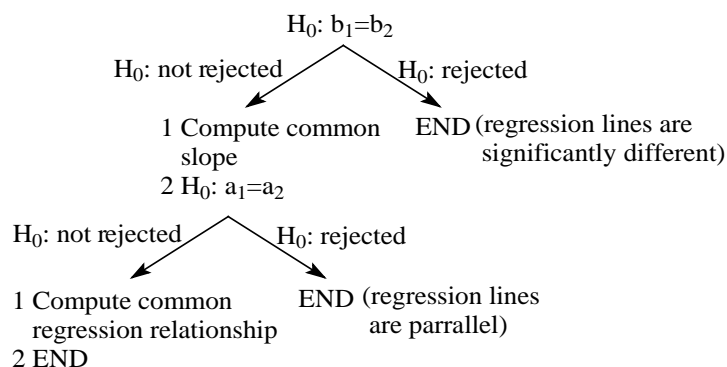 H₀: b₁=b₂
H₀: not rejected
H₀: rejected
1 Compute common
slope
2 H₀: a₁=a₂
END (regression lines are
significantly different)
H₀: not rejected
H₀: rejected
1 Compute common
regression relationship
2 END
END (regression lines
are parrallel)